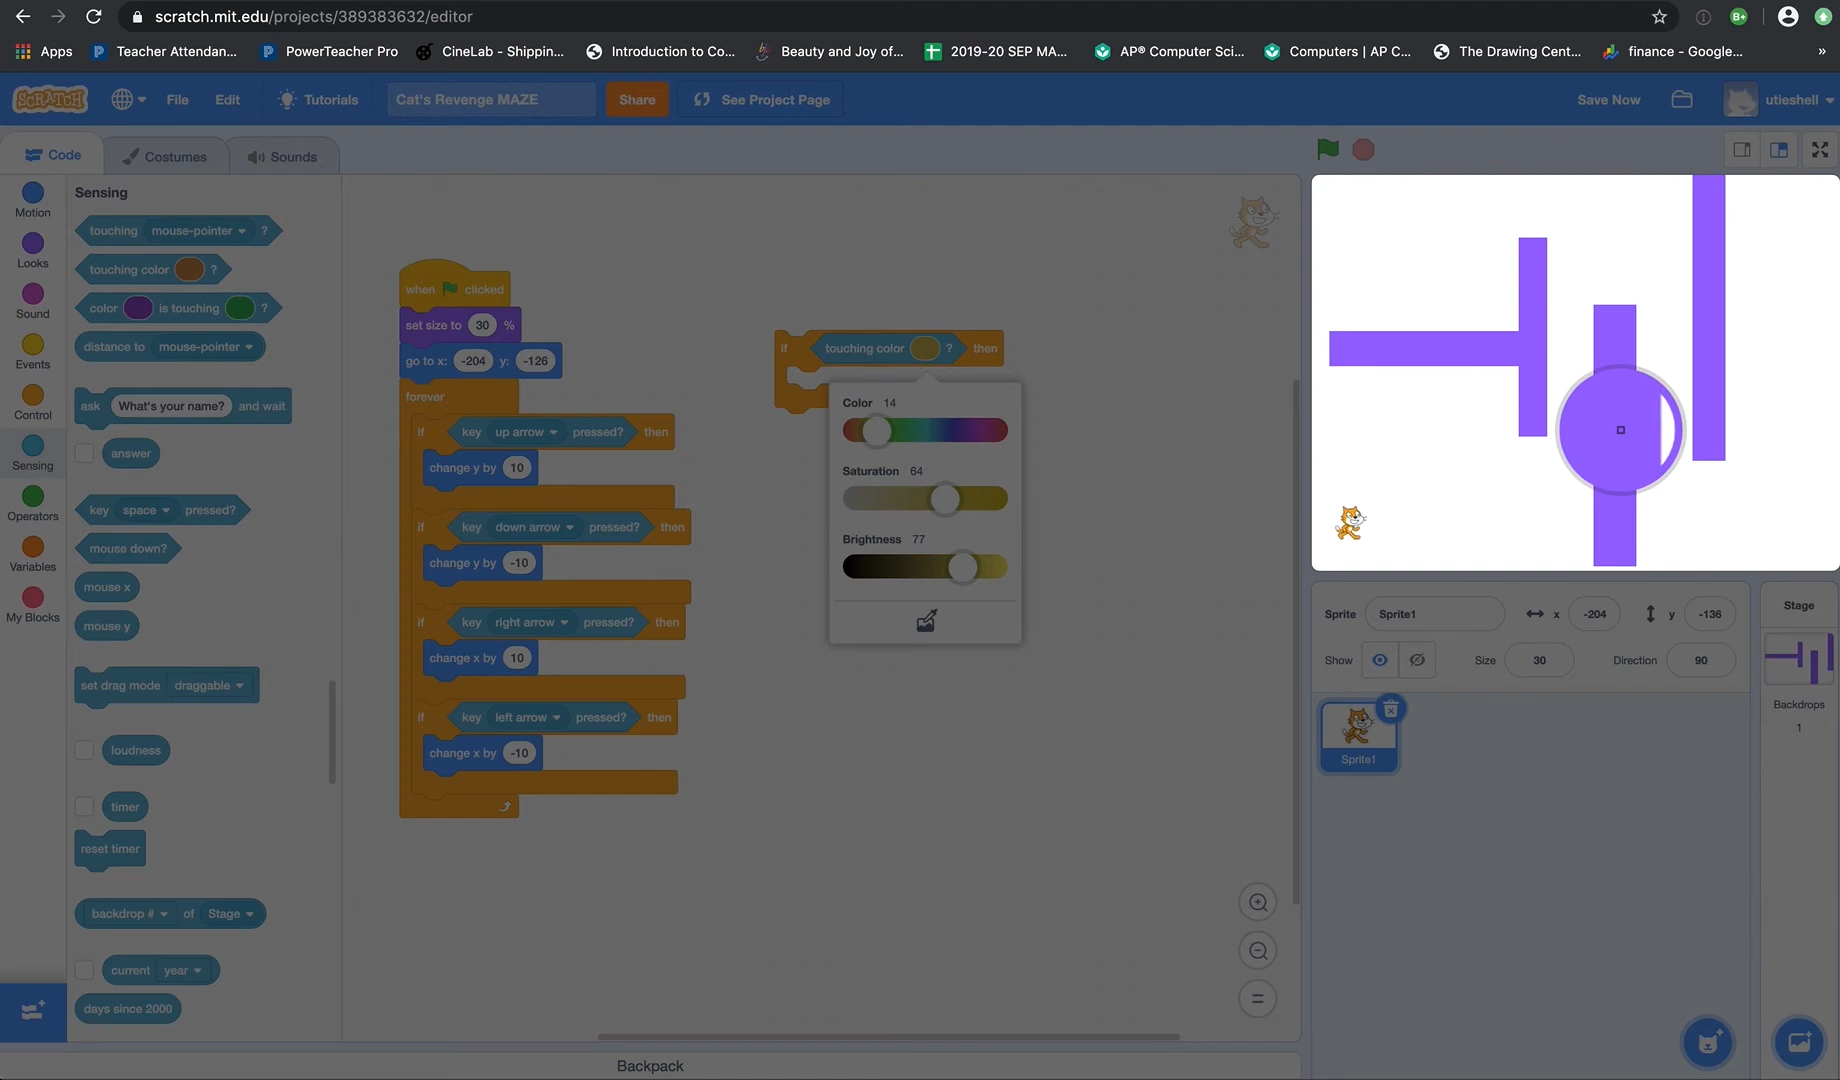 scratch.mit.edu/projects/389383632/editor
Apps Teacher Attendan... PowerTeacher Pro CineLab - Shippin... Introduction to Co... Beauty and Joy of... 2019-20 SEP MA... AP® Computer Sci... Computers | AP C... The Drawing Cent... finance - Google... »
SCRATCH File Edit Tutorials Cat's Revenge MAZE Share See Project Page Save Now utieshell
Code Costumes Sounds
Motion
Looks
Sound
Events
Control
Sensing
Operators
Variables
My Blocks
Sensing
touching mouse-pointer ?
touching color ?
color is touching ?
distance to mouse-pointer
ask What's your name? and wait
answer
key space pressed?
mouse down?
mouse x
mouse y
set drag mode draggable
loudness
timer
reset timer
backdrop # of Stage
current year
days since 2000
when clicked
set size to 30 %
go to x: -204 y: -126
forever
if key up arrow pressed? then
change y by 10
if key down arrow pressed? then
change y by -10
if key right arrow pressed? then
change x by 10
if key left arrow pressed? then
change x by -10
if touching color ? then
Color 14
Saturation 64
Brightness 77
Backpack
Sprite Sprite1 x -204 y -136
Show Size 30 Direction 90
Sprite1
Stage
Backdrops
1
B+